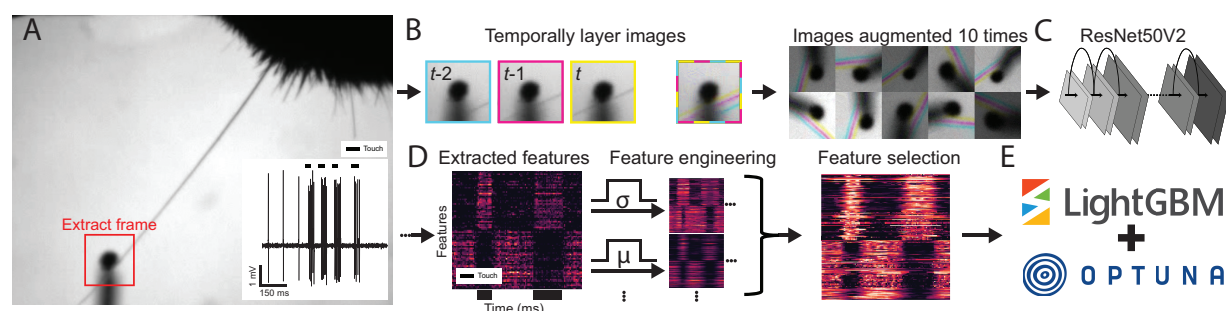 A
B
Temporally layer images
Images augmented 10 times
C
ResNet50V2
t-2
t-1
t
Touch
Extract frame
1 mV
150 ms
D
Extracted features
Feature engineering
Feature selection
E
Features
σ
μ
Touch
Time (ms)
LightGBM
OPTUNA